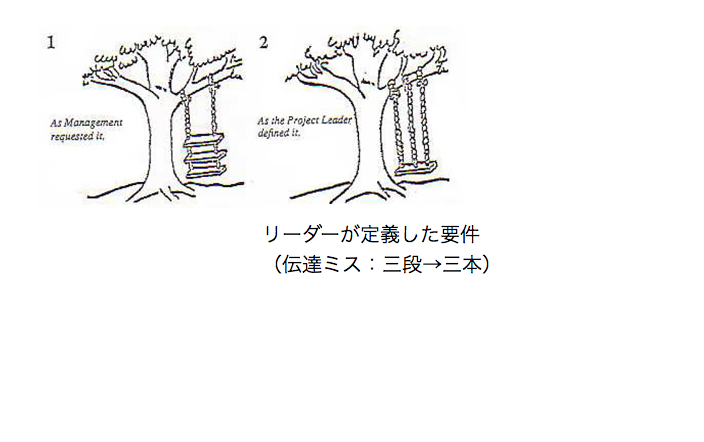 1
As Management
requested it.
2
As the Project Leader
defined it.
リーダーが定義した要件
（伝達ミス：三段→三本）